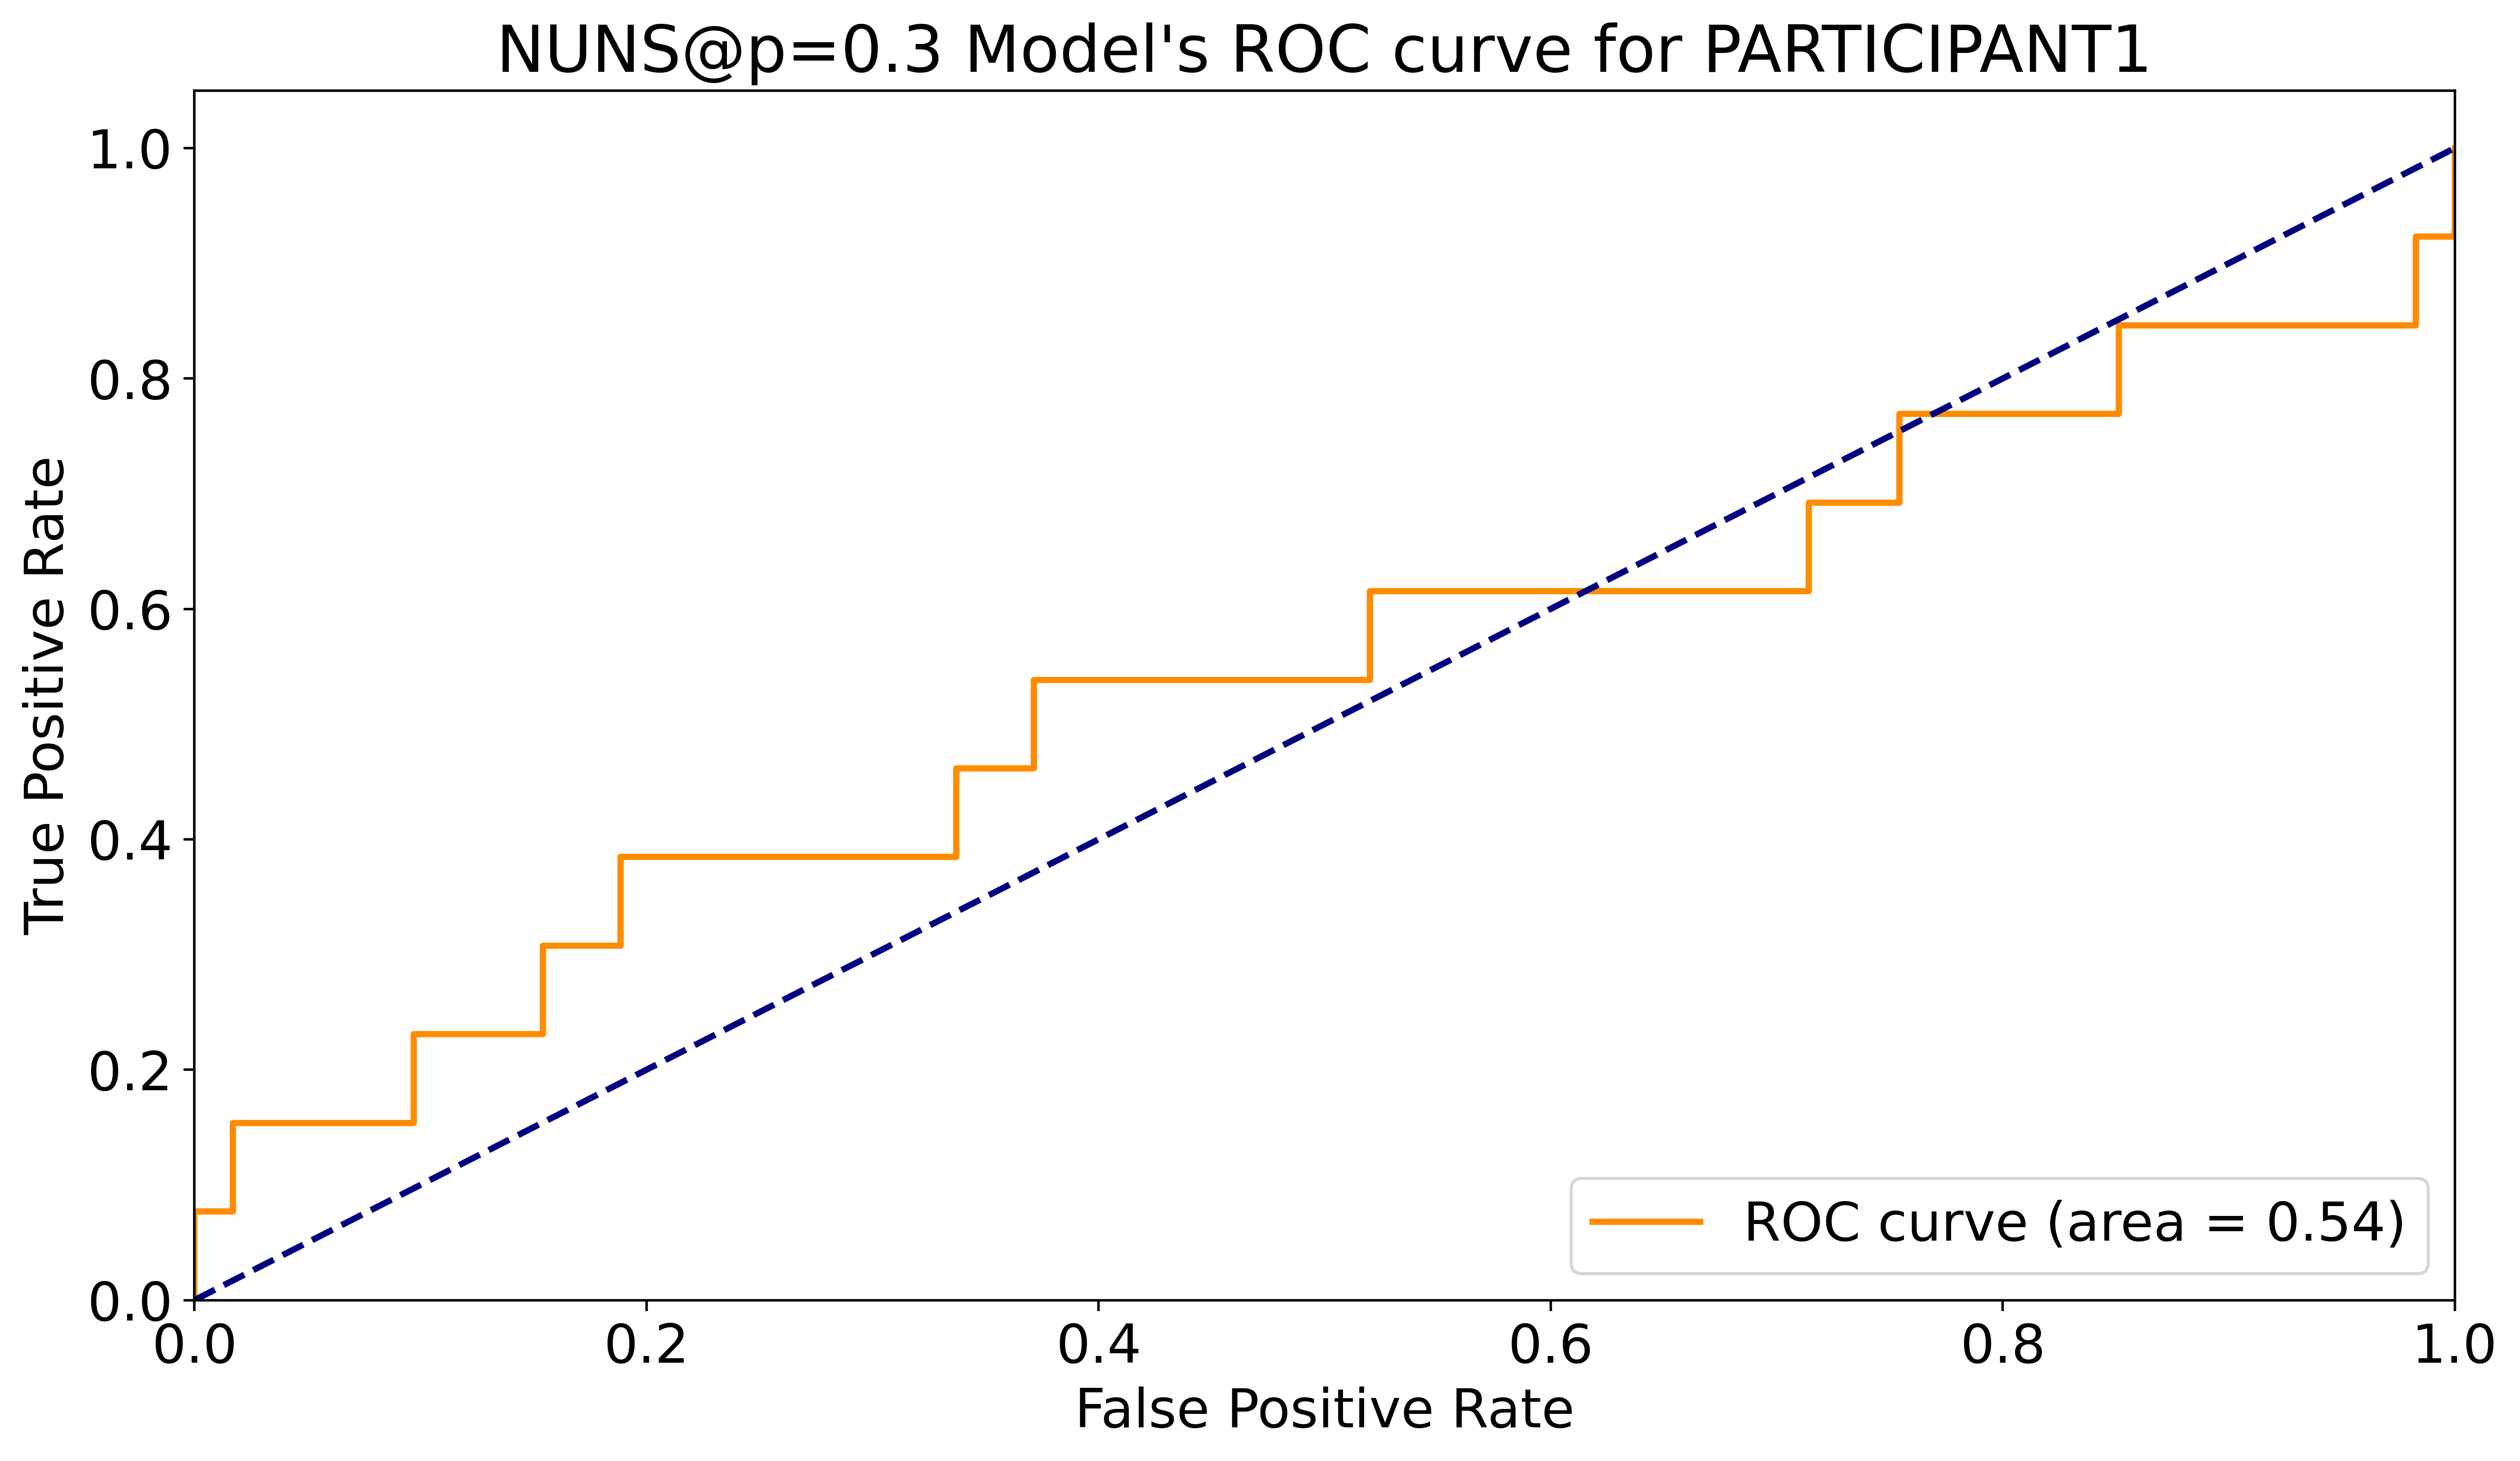 NUNS@p=0.3 Model's ROC curve for PARTICIPANT1
True Positive Rate
1.0
0.8
0.6
0.4
0.2
0.0
ROC curve (area = 0.54)
0.0 0.2 0.4 0.6 0.8 1.0
False Positive Rate